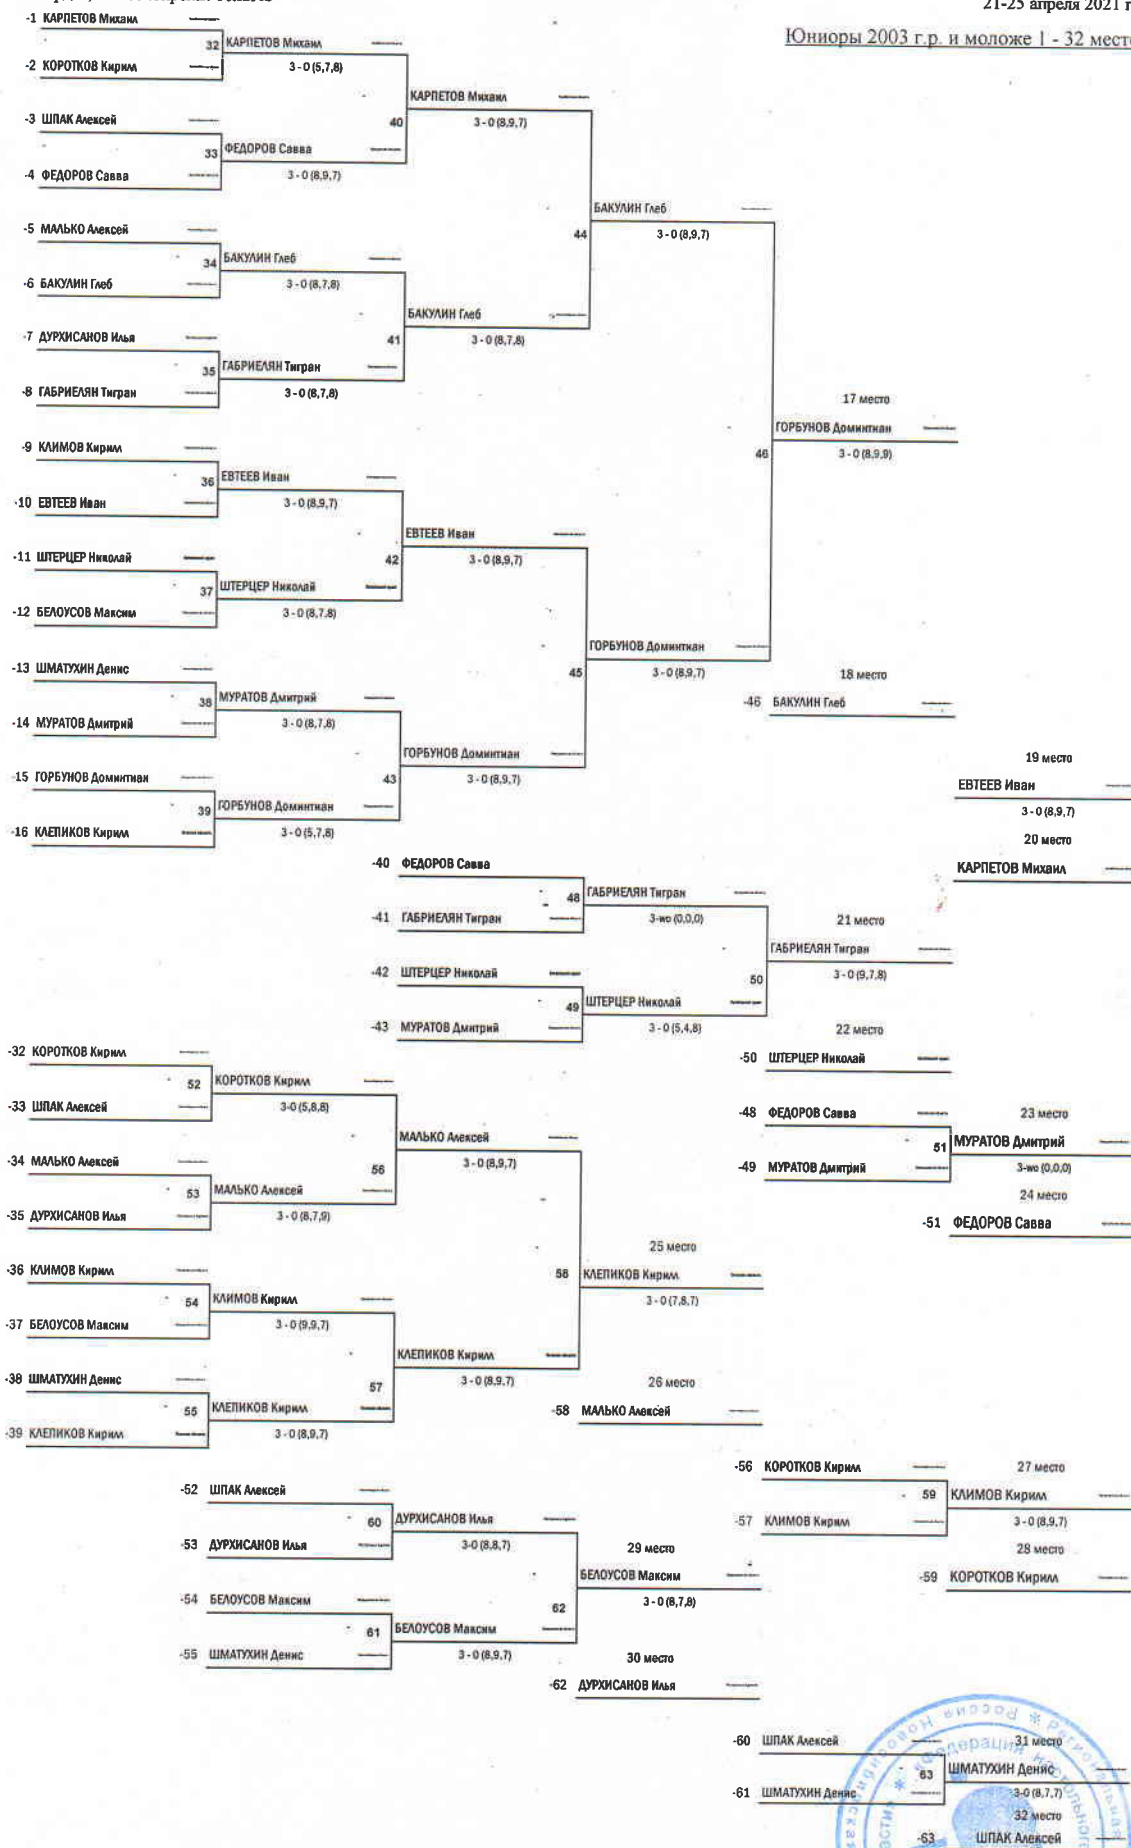 21-25 апреля 2021 г
Юниоры 2003 г.р. и моложе 1 - 32 место
-1 КАРПЕТОВ Михаил
32 КАРПЕТОВ Михаил
-2 КОРОТКОВ Кирилл
3 - 0 (5,7,8)
КАРПЕТОВ Михаил
40
3 - 0 (8,9,7)
-3 ШПАК Алексей
33 ФЕДОРОВ Савва
-4 ФЕДОРОВ Савва
3 - 0 (8,9,7)
БАКУЛИН Глеб
44
3 - 0 (8,9,7)
-5 МАЛЬКО Алексей
34 БАКУЛИН Глеб
-6 БАКУЛИН Глеб
3 - 0 (8,7,8)
БАКУЛИН Глеб
41
3 - 0 (8,7,8)
-7 ДУРХИСАНОВ Илья
35 ГАБРИЕЛЯН Тигран
-8 ГАБРИЕЛЯН Тигран
3 - 0 (8,7,8)
17 место
ГОРБУНОВ Доминтиан
46
3 - 0 (8,9,9)
-9 КЛИМОВ Кирилл
36 ЕВТЕЕВ Иван
-10 ЕВТЕЕВ Иван
3 - 0 (8,9,7)
ЕВТЕЕВ Иван
42
3 - 0 (8,9,7)
-11 ШТЕРЦЕР Николай
37 ШТЕРЦЕР Николай
-12 БЕЛОУСОВ Максим
3 - 0 (8,7,8)
ГОРБУНОВ Доминтиан
45
3 - 0 (8,9,7)
-13 ШМАТУХИН Денис
38 МУРАТОВ Дмитрий
-14 МУРАТОВ Дмитрий
3 - 0 (8,7,8)
18 место
-46 БАКУЛИН Глеб
ГОРБУНОВ Доминтиан
43
3 - 0 (8,9,7)
-15 ГОРБУНОВ Доминтиан
39 ГОРБУНОВ Доминтиан
-16 КЛЕПИКОВ Кирилл
3 - 0 (5,7,8)
19 место
ЕВТЕЕВ Иван
3 - 0 (8,9,7)
20 место
КАРПЕТОВ Михаил
-40 ФЕДОРОВ Савва
48 ГАБРИЕЛЯН Тигран
-41 ГАБРИЕЛЯН Тигран
3-wo (0,0,0)
21 место
ГАБРИЕЛЯН Тигран
50
3 - 0 (9,7,8)
-42 ШТЕРЦЕР Николай
49 ШТЕРЦЕР Николай
-43 МУРАТОВ Дмитрий
3 - 0 (5,4,8)
22 место
-50 ШТЕРЦЕР Николай
-48 ФЕДОРОВ Савва
23 место
51 МУРАТОВ Дмитрий
-49 МУРАТОВ Дмитрий
3-wo (0,0,0)
24 место
-51 ФЕДОРОВ Савва
-32 КОРОТКОВ Кирилл
52 КОРОТКОВ Кирилл
-33 ШПАК Алексей
3-0 (5,8,8)
МАЛЬКО Алексей
56
3 - 0 (8,9,7)
-34 МАЛЬКО Алексей
53 МАЛЬКО Алексей
-35 ДУРХИСАНОВ Илья
3 - 0 (8,7,9)
25 место
58 КЛЕПИКОВ Кирилл
3 - 0 (7,8,7)
-36 КЛИМОВ Кирилл
54 КЛИМОВ Кирилл
-37 БЕЛОУСОВ Максим
3 - 0 (9,9,7)
КЛЕПИКОВ Кирилл
57
3 - 0 (8,9,7)
-38 ШМАТУХИН Денис
55 КЛЕПИКОВ Кирилл
-39 КЛЕПИКОВ Кирилл
3 - 0 (8,9,7)
26 место
-58 МАЛЬКО Алексей
-56 КОРОТКОВ Кирилл
27 место
59 КЛИМОВ Кирилл
-57 КЛИМОВ Кирилл
3 - 0 (8,9,7)
28 место
-59 КОРОТКОВ Кирилл
-52 ШПАК Алексей
60 ДУРХИСАНОВ Илья
-53 ДУРХИСАНОВ Илья
3-0 (8,8,7)
29 место
БЕЛОУСОВ Максим
62
3 - 0 (8,7,8)
-54 БЕЛОУСОВ Максим
61 БЕЛОУСОВ Максим
-55 ШМАТУХИН Денис
3 - 0 (8,9,7)
30 место
-62 ДУРХИСАНОВ Илья
-60 ШПАК Алексей
31 место
63 ШМАТУХИН Денис
-61 ШМАТУХИН Денис
3-0 (8,7,7)
32 место
-63 ШПАК Алексей